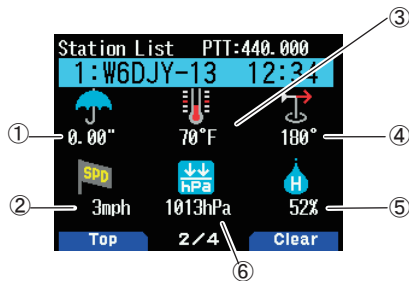 ③
Station List PTT:440.000
1:W6DJY-13 12:34
① 0.00" 70°F 180° ④
SPD hPa H
② 3mph 1013hPa 52% ⑤
Top 2/4 Clear
⑥